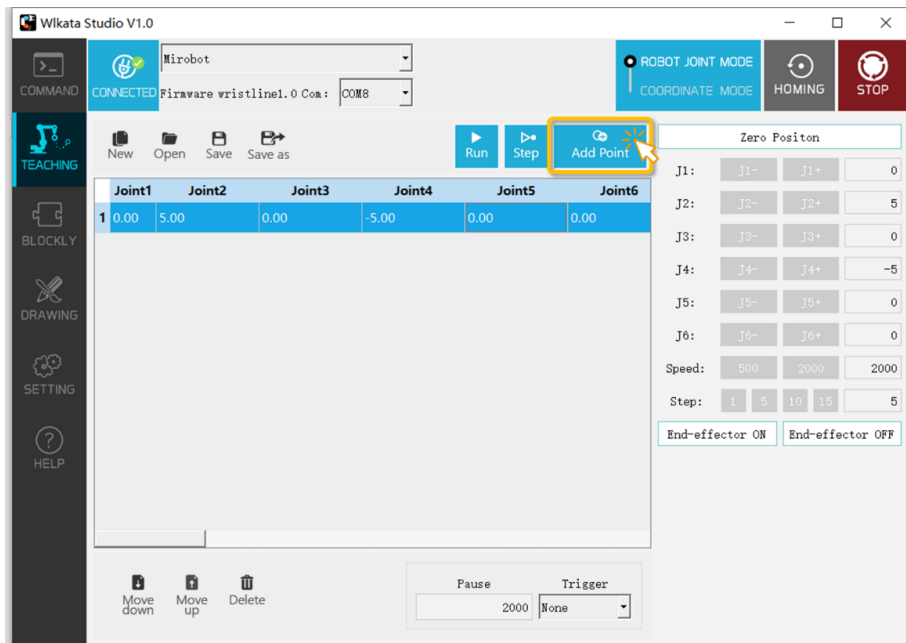 Wlkata Studio V1.0
COMMAND
CONNECTED
Mirobot
Firmware wristline1.0 Com: COM8
ROBOT JOINT MODE
COORDINATE MODE
HOMING
STOP
TEACHING
New Open Save Save as
Run Step Add Point
Zero Positon
Joint1 Joint2 Joint3 Joint4 Joint5 Joint6
1 0.00 5.00 0.00 -5.00 0.00 0.00
J1: J1- J1+ 0
J2: J2- J2+ 5
J3: J3- J3+ 0
J4: J4- J4+ -5
J5: J5- J5+ 0
J6: J6- J6+ 0
Speed: 500 2000 2000
Step: 1 5 10 15 5
End-effector ON End-effector OFF
BLOCKLY
DRAWING
SETTING
HELP
Move down
Move up
Delete
Pause Trigger
2000 None